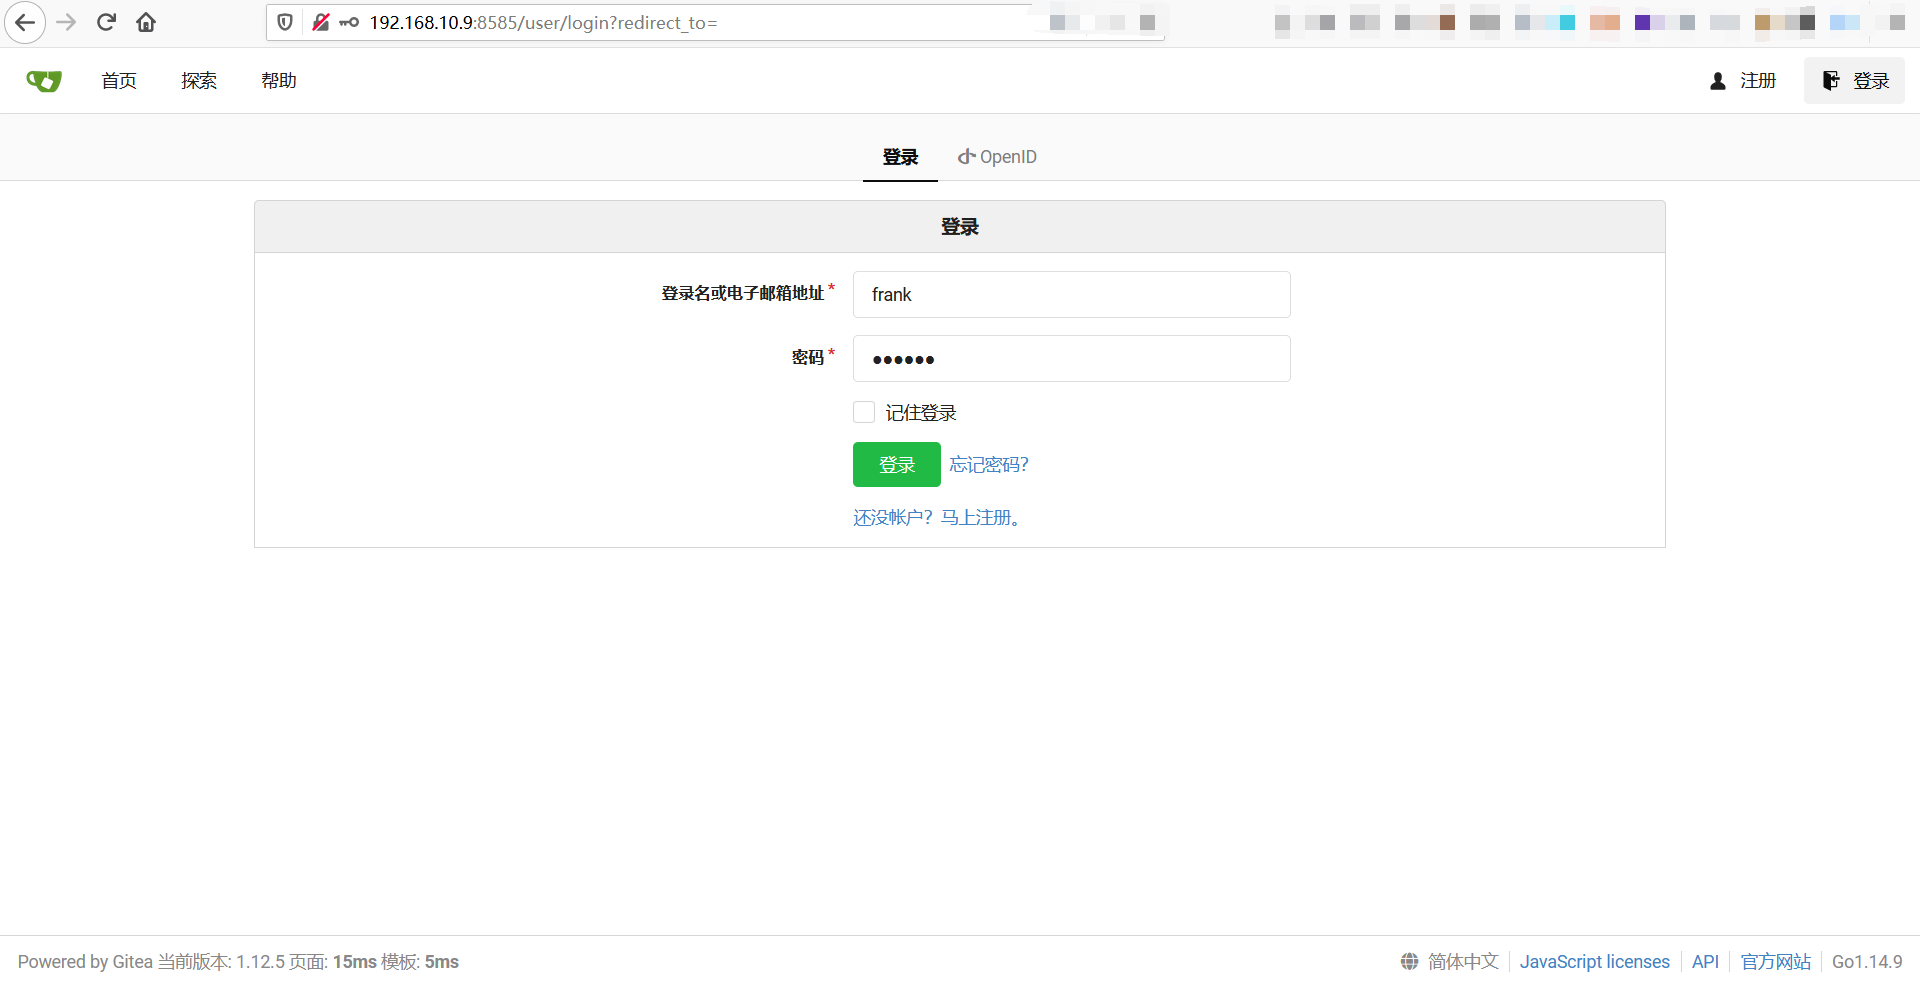 192.168.10.9:8585/user/login?redirect_to=
首页 探索 帮助 注册 登录
登录 OpenID
登录
登录名或电子邮箱地址* frank
密码* ●●●●●●
记住登录
登录 忘记密码?
还没帐户？马上注册。
Powered by Gitea 当前版本: 1.12.5 页面: 15ms 模板: 5ms 简体中文 JavaScript licenses API 官方网站 Go1.14.9